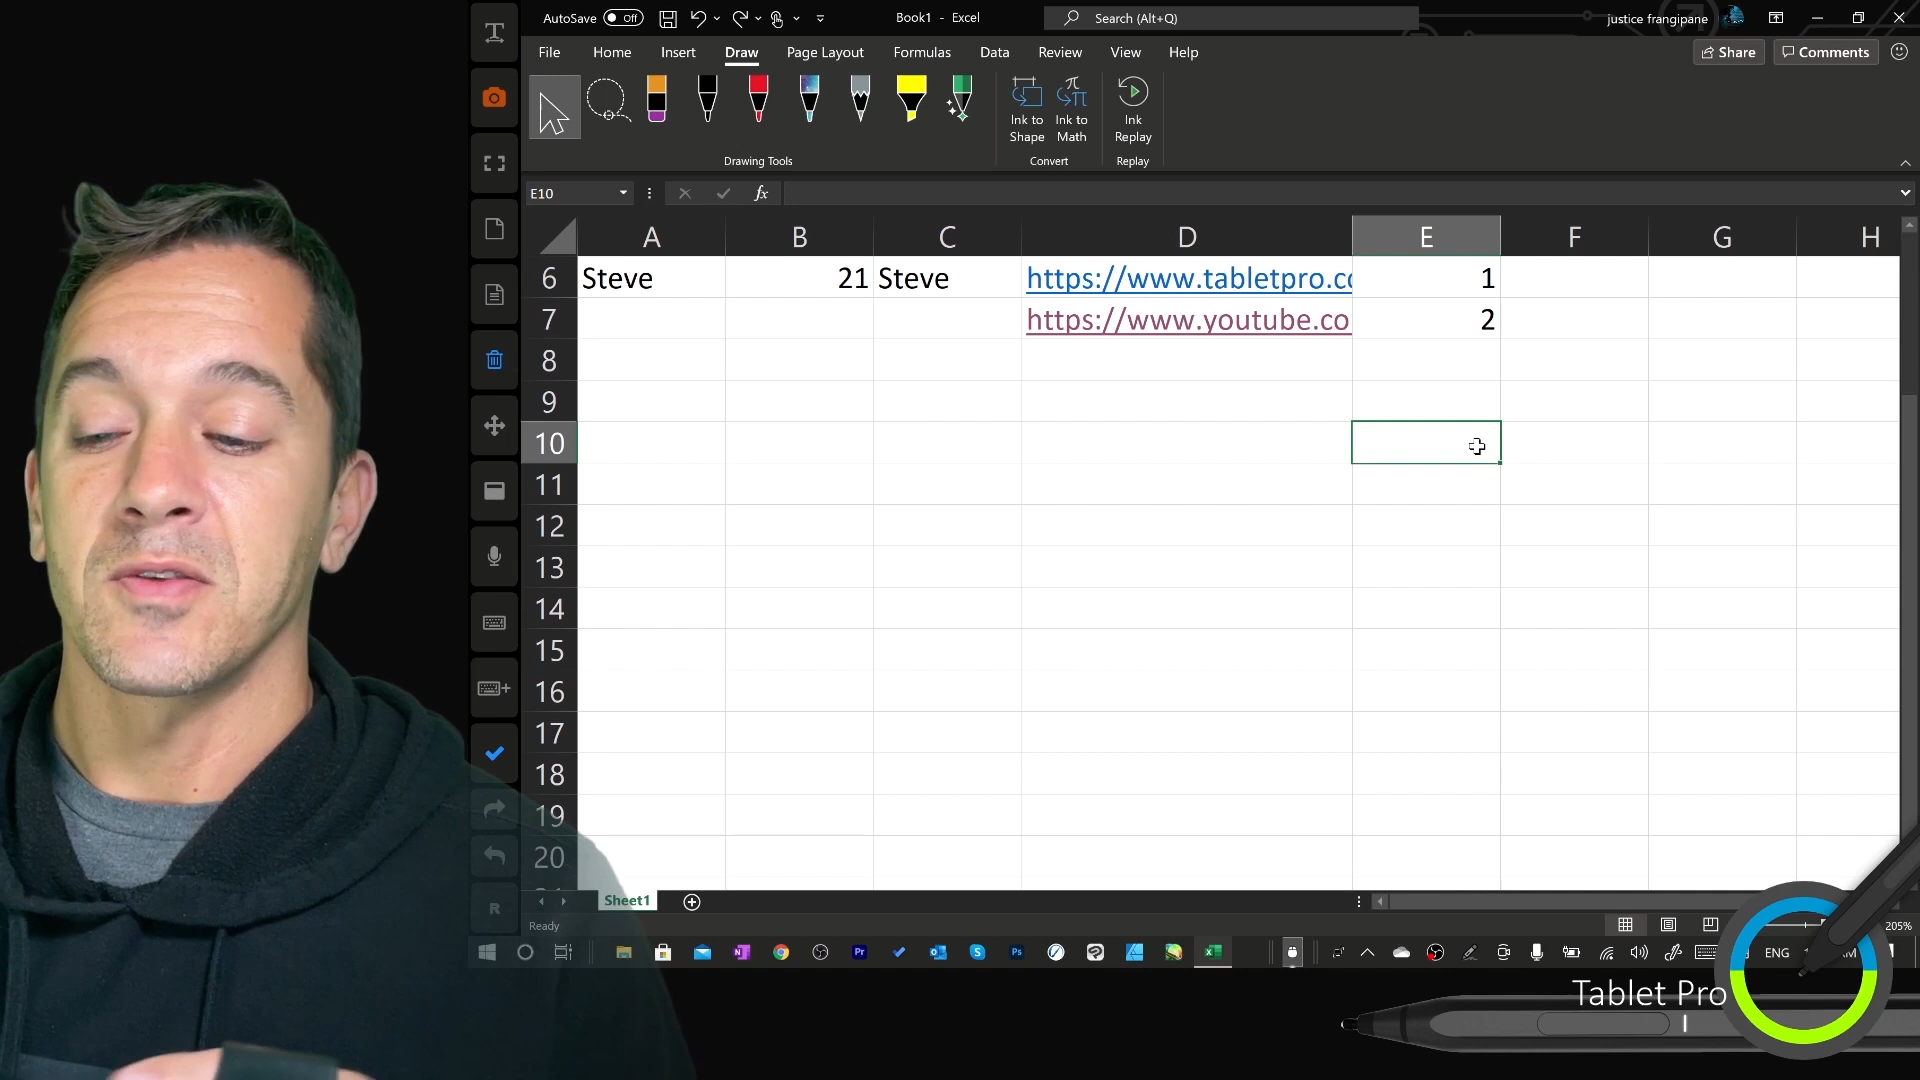 AutoSave Off Book1 - Excel Search (Alt+Q) justice frangipane
File Home Insert Draw Page Layout Formulas Data Review View Help Share Comments
Ink to Shape
Ink to Math
Ink Replay
Drawing Tools Convert Replay
E10 fx
A B C D E F G H
6 Steve 21 Steve https://www.tabletpro.co 1
7 https://www.youtube.co 2
8
9
10
11
12
13
14
15
16
17
18
19
20
R
Sheet1
Ready 205%
ENG AM
Tablet Pro